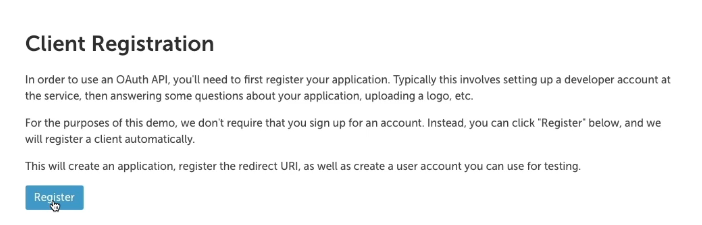 Client Registration
In order to use an OAuth API, you'll need to first register your application. Typically this involves setting up a developer account at
the service, then answering some questions about your application, uploading a logo, etc.
For the purposes of this demo, we don't require that you sign up for an account. Instead, you can click "Register" below, and we
will register a client automatically.
This will create an application, register the redirect URI, as well as create a user account you can use for testing.
Register